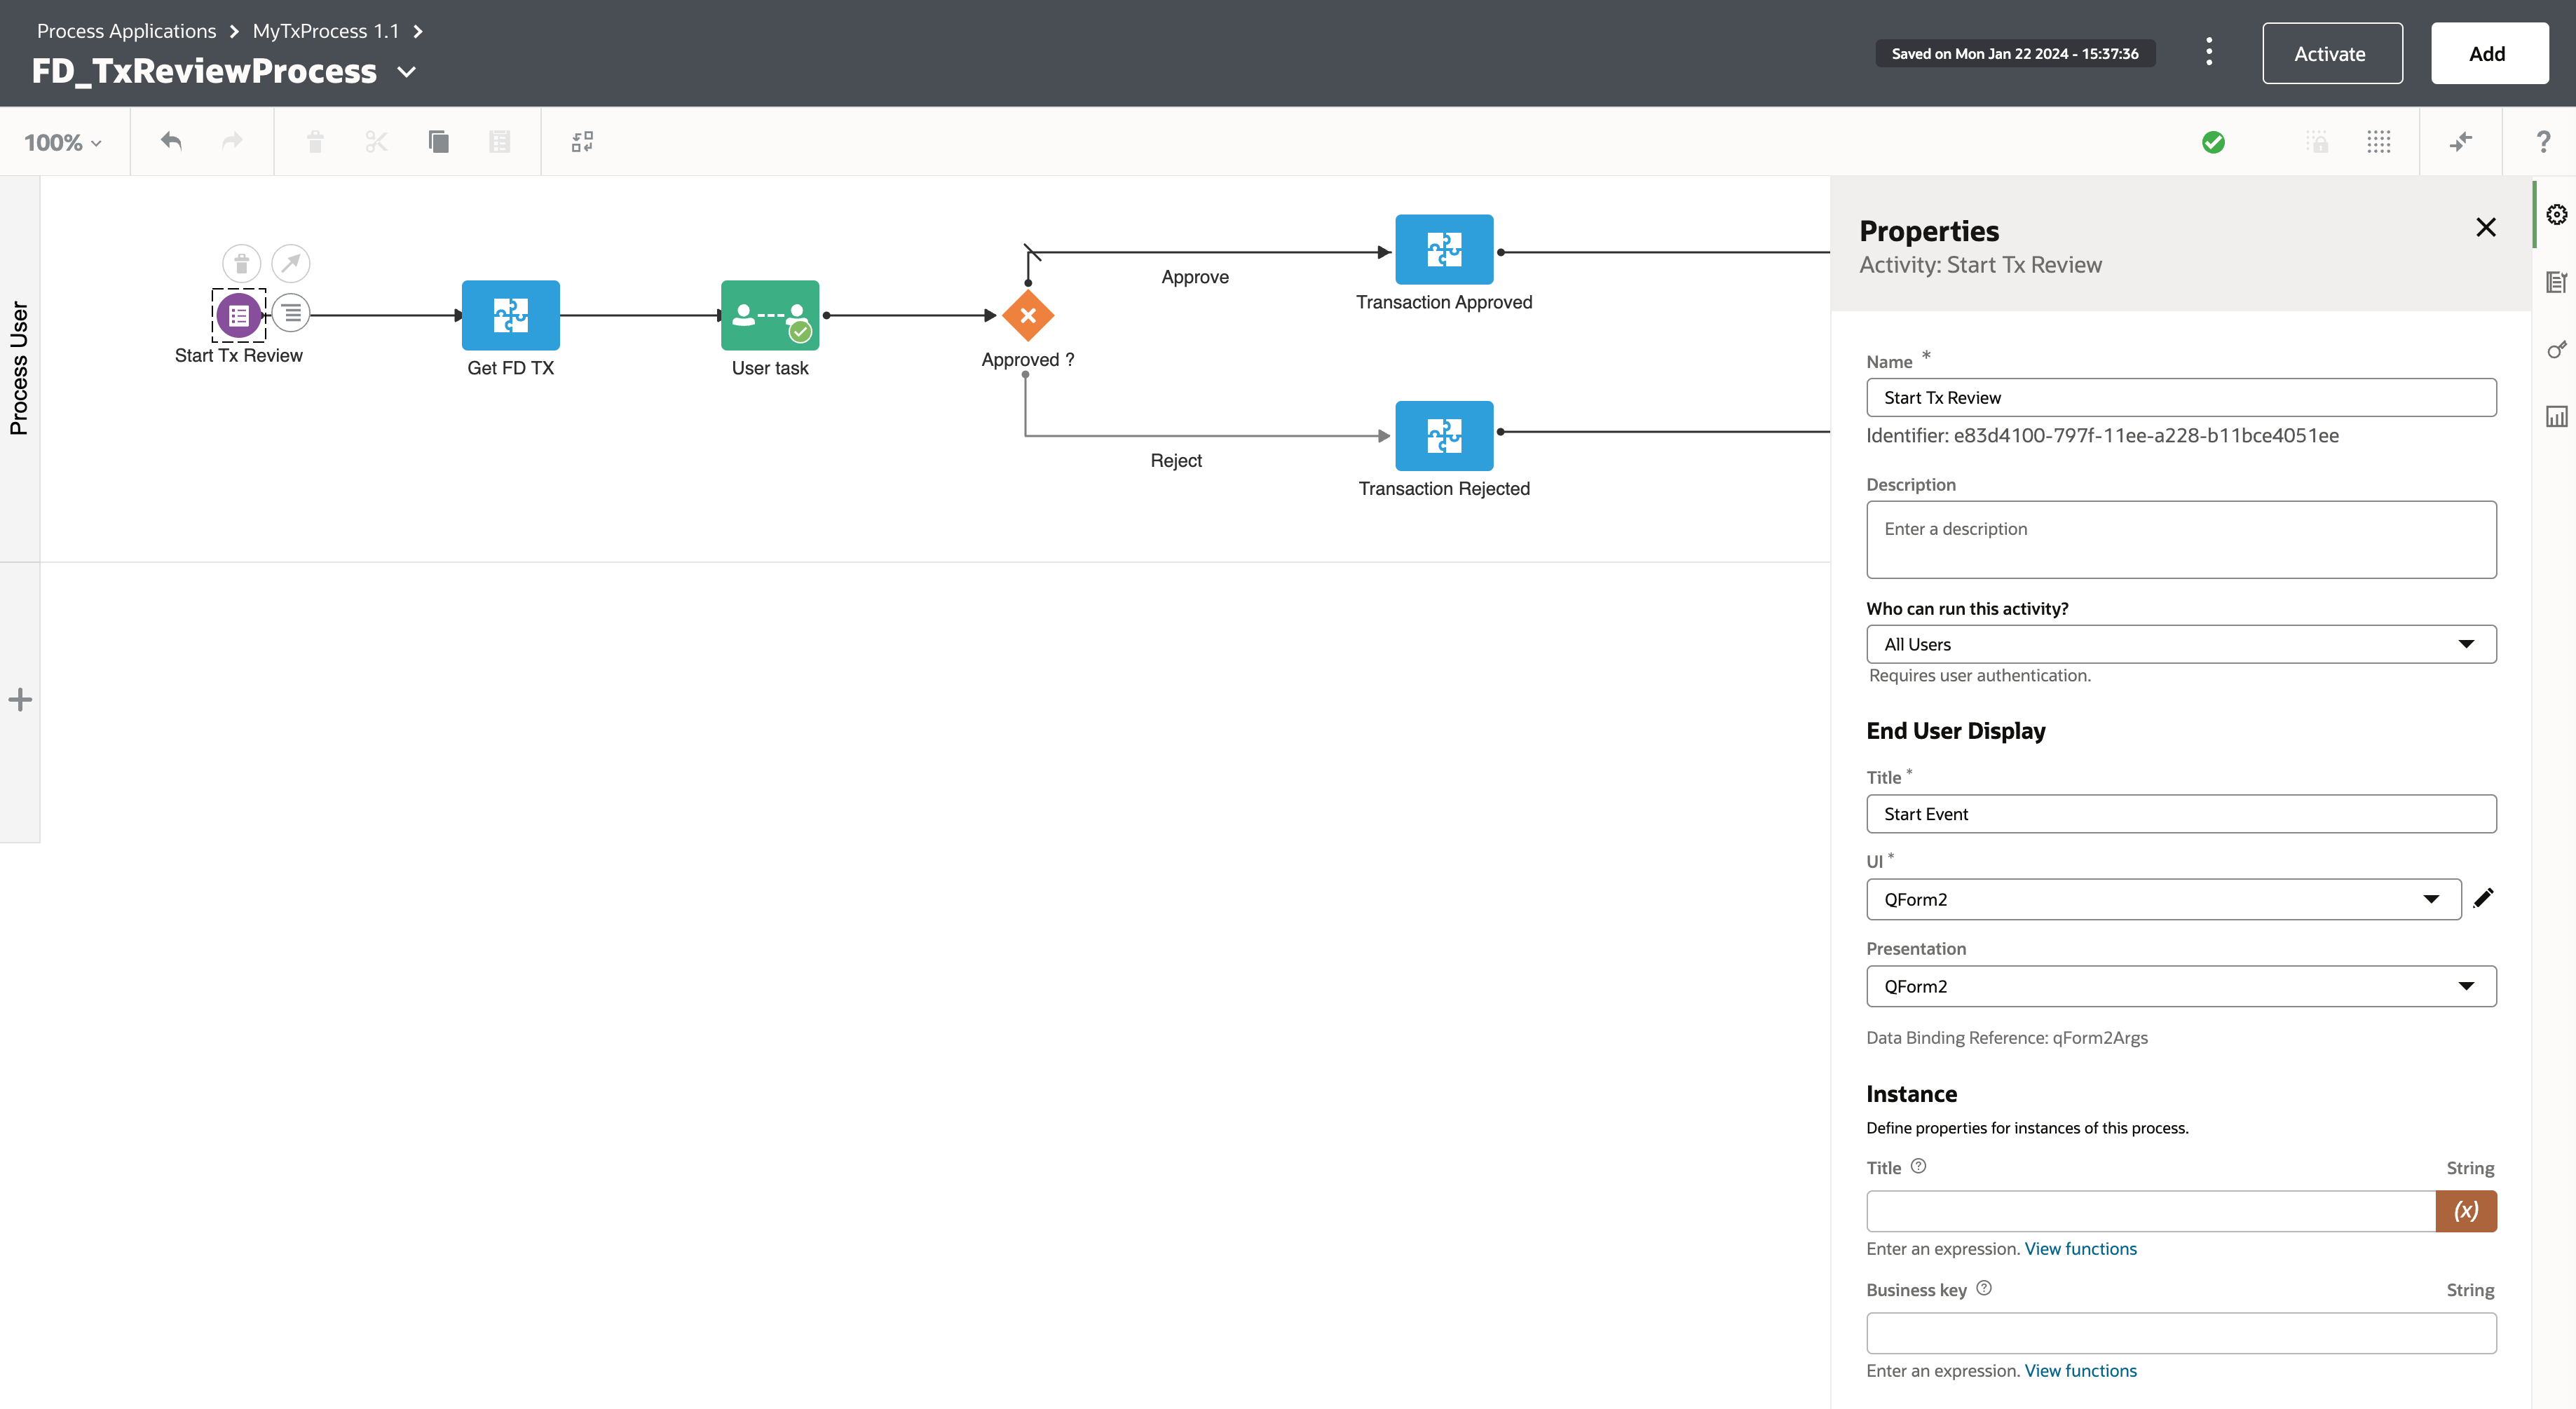 Process Applications > MyTxProcess 1.1 >
FD_TxReviewProcess
Saved on Mon Jan 22 2024 - 15:37:36
Activate
Add
100%
?
Process User
Start Tx Review
Get FD TX
User task
Approved ?
Approve
Transaction Approved
Reject
Transaction Rejected
Properties
Activity: Start Tx Review
Name *
Start Tx Review
Identifier: e83d4100-797f-11ee-a228-b11bce4051ee
Description
Enter a description
Who can run this activity?
All Users
Requires user authentication.
End User Display
Title *
Start Event
UI *
QForm2
Presentation
QForm2
Data Binding Reference: qForm2Args
Instance
Define properties for instances of this process.
Title ? String
(x)
Enter an expression. View functions
Business key ? String
Enter an expression. View functions